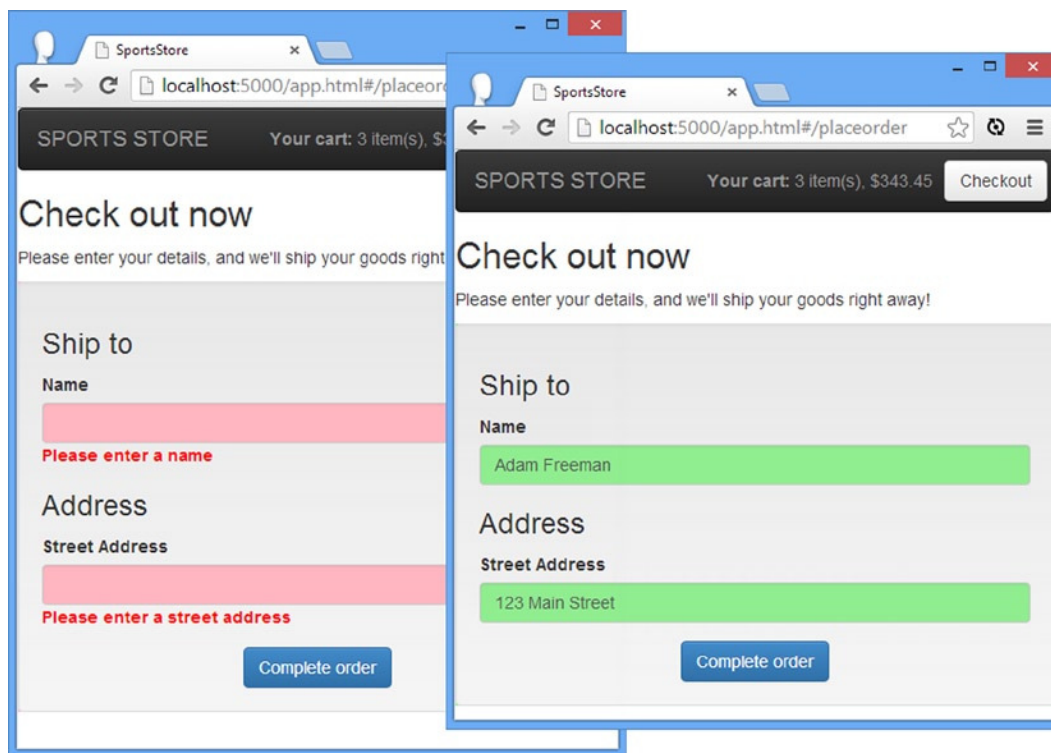 SportsStore
localhost:5000/app.html#/placeor
SPORTS STORE Your cart: 3 item(s), $
Check out now
Please enter your details, and we'll ship your goods right
Ship to
Name
Please enter a name
Address
Street Address
Please enter a street address
Complete order
SportsStore
localhost:5000/app.html#/placeorder
SPORTS STORE Your cart: 3 item(s), $343.45 Checkout
Check out now
Please enter your details, and we'll ship your goods right away!
Ship to
Name
Adam Freeman
Address
Street Address
123 Main Street
Complete order